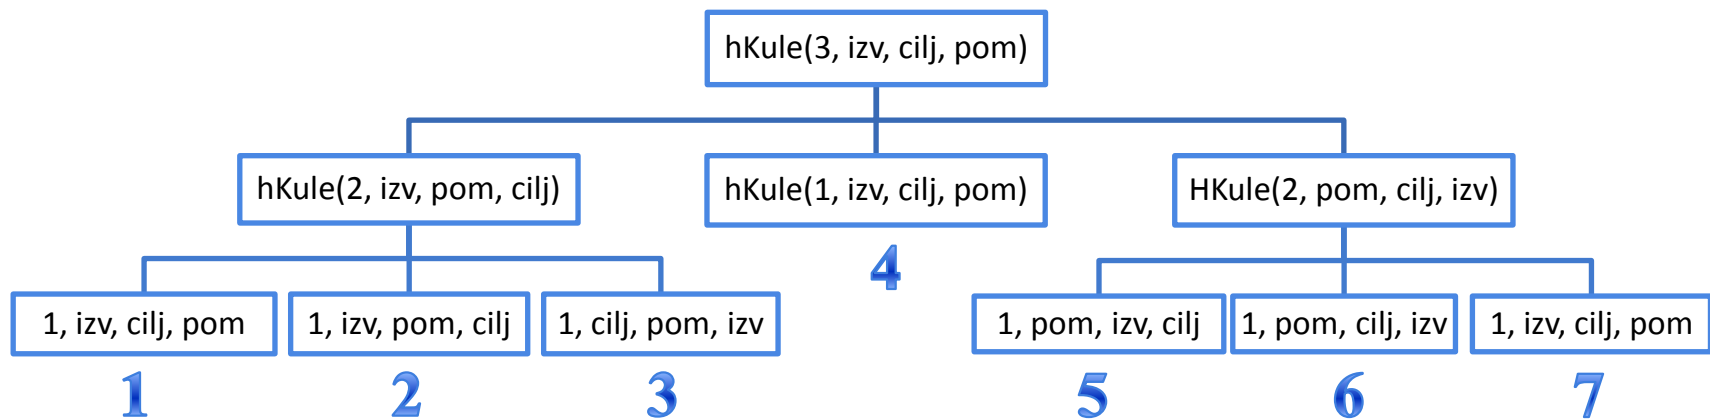 hKule(3, izv, cilj, pom)
hKule(2, izv, pom, cilj)
hKule(1, izv, cilj, pom)
HKule(2, pom, cilj, izv)
4
1, izv, cilj, pom
1, izv, pom, cilj
1, cilj, pom, izv
1, pom, izv, cilj
1, pom, cilj, izv
1, izv, cilj, pom
1
2
3
5
6
7